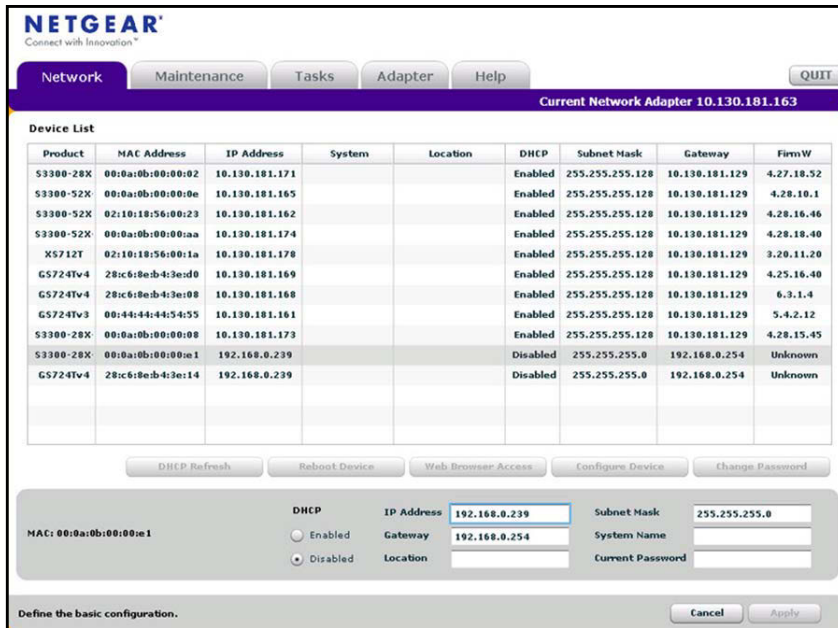 NETGEAR®
Connect with Innovation™
Network Maintenance Tasks Adapter Help QUIT
Current Network Adapter 10.130.181.163
Device List
Product MAC Address IP Address System Location DHCP Subnet Mask Gateway FirmW
S3300-28X 00:0a:0b:00:00:02 10.130.181.171 Enabled 255.255.255.128 10.130.181.129 4.27.18.52
S3300-52X- 00:0a:0b:00:00:0e 10.130.181.165 Enabled 255.255.255.128 10.130.181.129 4.28.10.1
S3300-52X 02:10:18:56:00:23 10.130.181.162 Enabled 255.255.255.128 10.130.181.129 4.28.16.46
S3300-52X- 00:0a:0b:00:00:aa 10.130.181.174 Enabled 255.255.255.128 10.130.181.129 4.28.18.40
XS712T 02:10:18:56:00:1a 10.130.181.178 Enabled 255.255.255.128 10.130.181.129 3.20.11.20
GS724Tv4 28:c6:8e:b4:3e:d0 10.130.181.169 Enabled 255.255.255.128 10.130.181.129 4.25.16.40
GS724Tv4 28:c6:8e:b4:3e:08 10.130.181.168 Enabled 255.255.255.128 10.130.181.129 6.3.1.4
GS724Tv3 00:44:44:44:54:55 10.130.181.161 Enabled 255.255.255.128 10.130.181.129 5.4.2.12
S3300-28X- 00:0a:0b:00:00:08 10.130.181.173 Enabled 255.255.255.128 10.130.181.129 4.28.15.45
S3300-28X- 00:0a:0b:00:00:e1 192.168.0.239 Disabled 255.255.255.0 192.168.0.254 Unknown
GS724Tv4 28:c6:8e:b4:3e:14 192.168.0.239 Disabled 255.255.255.0 192.168.0.254 Unknown
DHCP Refresh Reboot Device Web Browser Access Configure Device Change Password
DHCP IP Address 192.168.0.239 Subnet Mask 255.255.255.0
MAC: 00:0a:0b:00:00:e1 Enabled Gateway 192.168.0.254 System Name
Disabled Location Current Password
Define the basic configuration. Cancel Apply